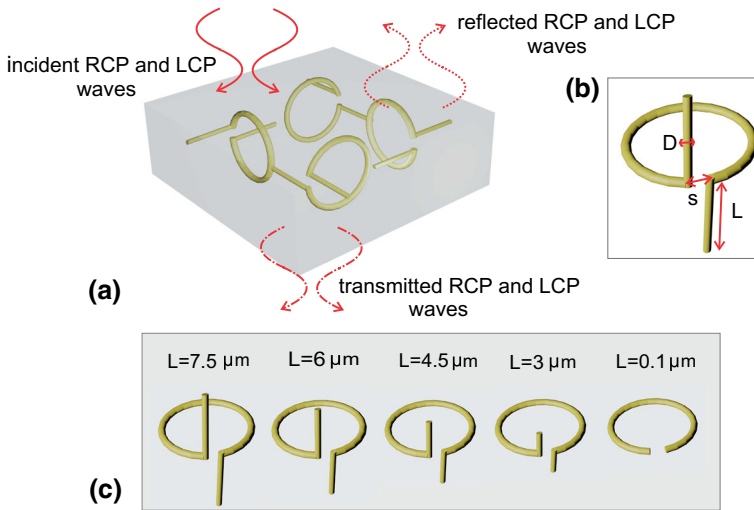 reflected RCP and LCP
waves
incident RCP and LCP
waves
(b)
D
s
L
(a)
transmitted RCP and LCP
waves
L=7.5 µm
L=6 µm
L=4.5 µm
L=3 µm
L=0.1 µm
(c)